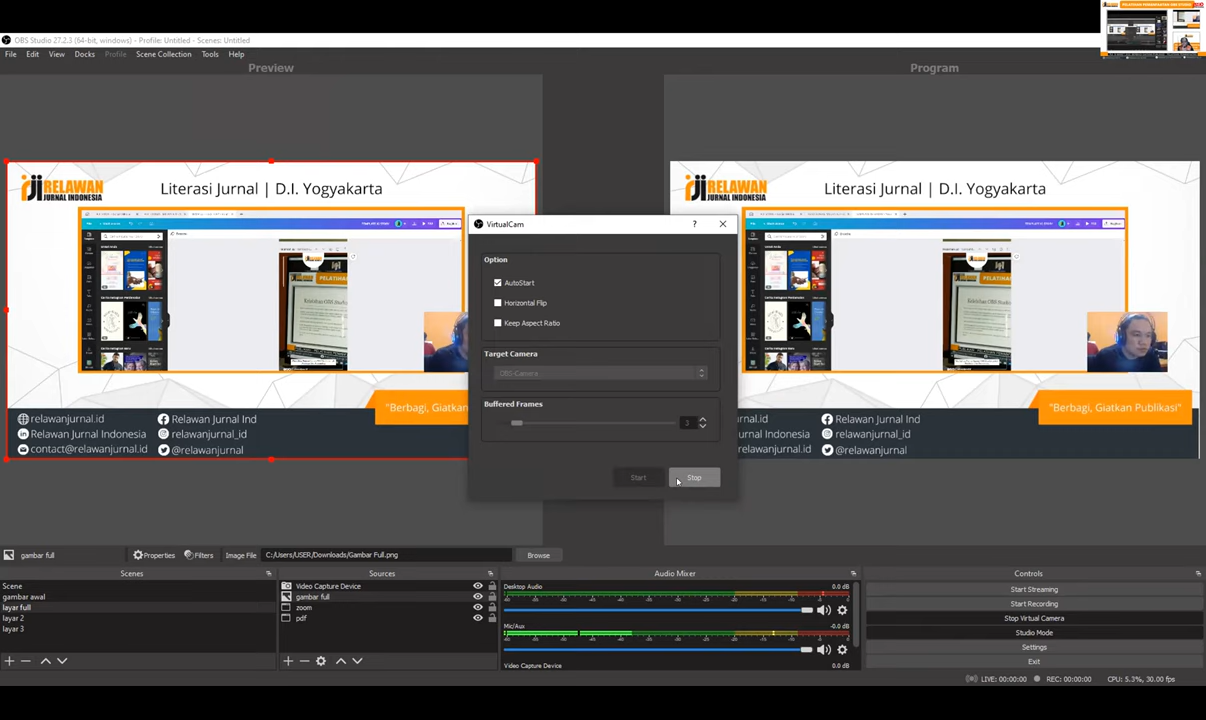 OBS Studio 27.2.3 (64-bit, windows) - Profile: Untitled - Scenes: Untitled
File Edit View Docks Profile Scene Collection Tools Help
Preview
Program
RELAWAN
JURNAL INDONESIA
Literasi Jurnal | D.I. Yogyakarta
"Berbagi, Giatkan
relawanjurnal.id
Relawan Jurnal Ind
Relawan Jurnal Indonesia
relawanjurnal_id
contact@relawanjurnal.id
@relawanjurnal
VirtualCam
Option
AutoStart
Horizontal Flip
Keep Aspect Ratio
Target Camera
OBS-Camera
Buffered Frames
3
Start
Stop
RELAWAN
JURNAL INDONESIA
Literasi Jurnal | D.I. Yogyakarta
"Berbagi, Giatkan Publikasi"
Relawan Jurnal Ind
Jurnal Indonesia
relawanjurnal_id
@relawanjurnal.id
@relawanjurnal
gambar full
Properties
Filters
Image File
C:/Users/USER/Downloads/Gambar Full.png
Browse
Scenes
Scene
gambar awal
layar full
layar 2
layar 3
Sources
Video Capture Device
gambar full
zoom
pdf
Audio Mixer
Desktop Audio
0.0 dB
Mic/Aux
-0.0 dB
Video Capture Device
0.0 dB
Controls
Start Streaming
Start Recording
Stop Virtual Camera
Studio Mode
Settings
Exit
LIVE: 00:00:00
REC: 00:00:00
CPU: 5.3%, 30.00 fps